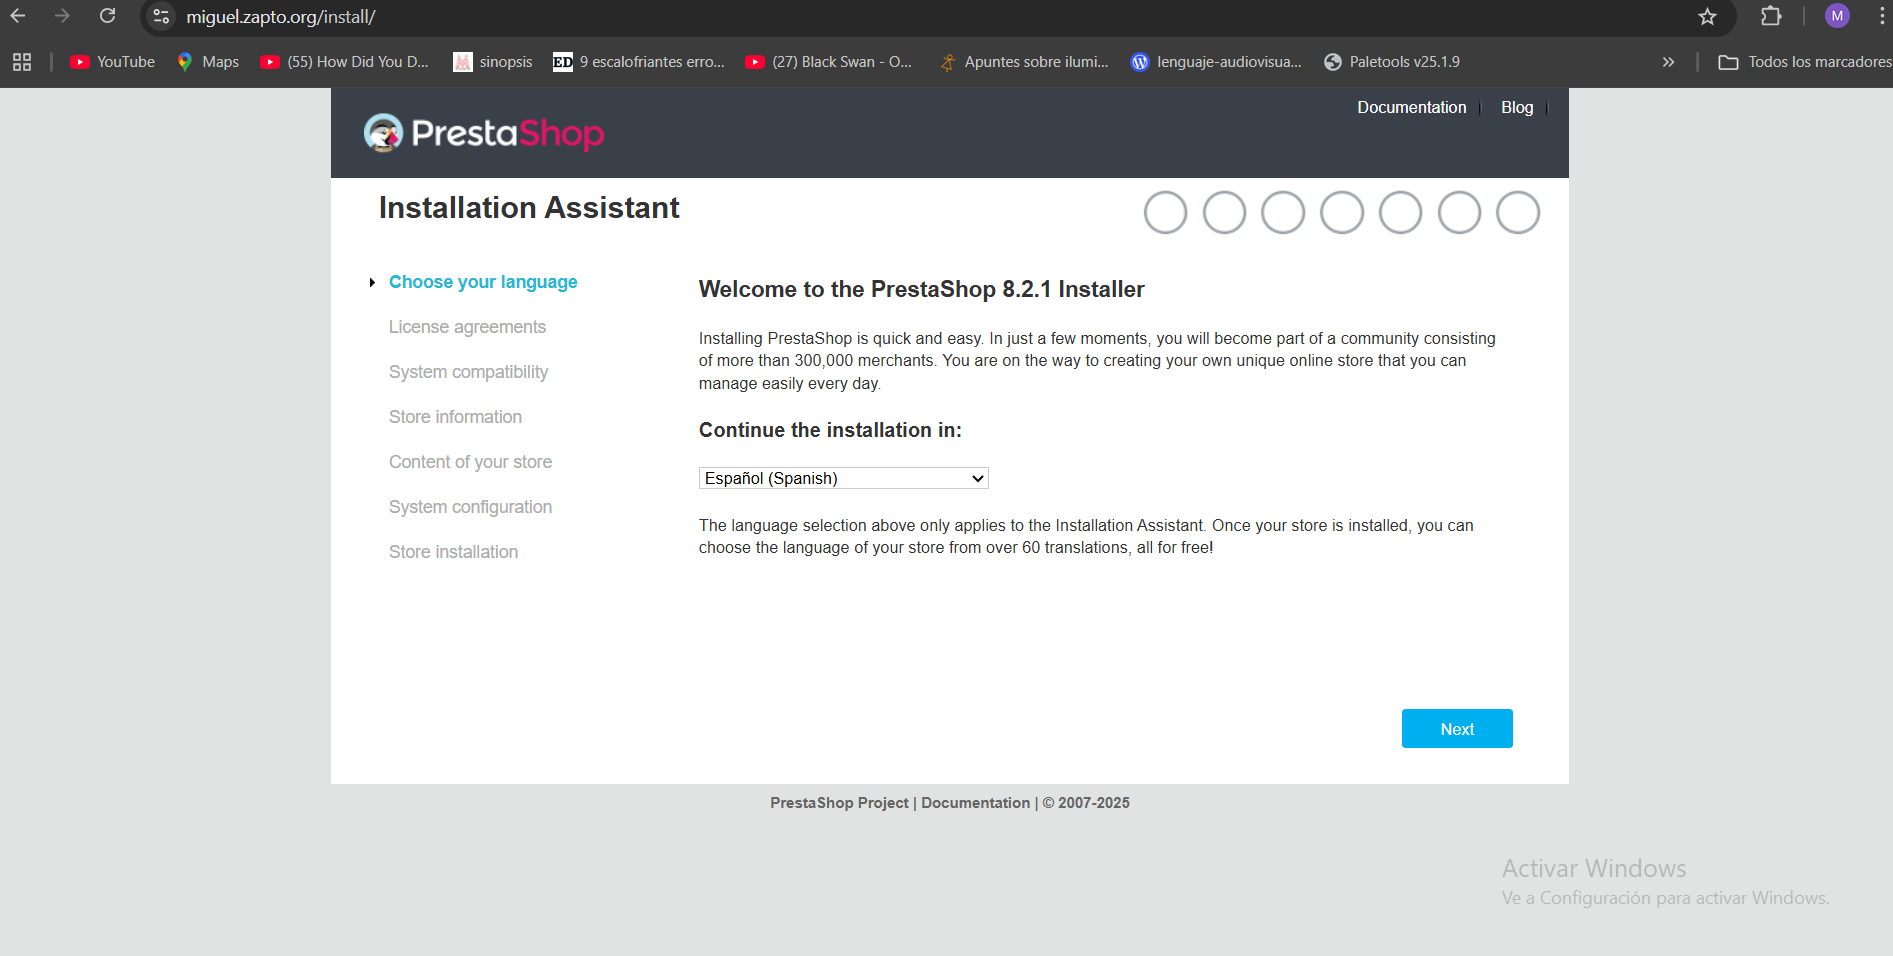 miguel.zapto.org/install/
M
YouTube
Maps
(55) How Did You D...
sinopsis
ED
9 escalofriantes erro...
(27) Black Swan - O...
Apuntes sobre ilumi...
lenguaje-audiovisua...
Paletools v25.1.9
»
Todos los marcadores
PrestaShop
Documentation
Blog
Installation Assistant
Choose your language
License agreements
System compatibility
Store information
Content of your store
System configuration
Store installation
Welcome to the PrestaShop 8.2.1 Installer
Installing PrestaShop is quick and easy. In just a few moments, you will become part of a community consisting
of more than 300,000 merchants. You are on the way to creating your own unique online store that you can
manage easily every day.
Continue the installation in:
Español (Spanish)
The language selection above only applies to the Installation Assistant. Once your store is installed, you can
choose the language of your store from over 60 translations, all for free!
Next
PrestaShop Project | Documentation | © 2007-2025
Activar Windows
Ve a Configuración para activar Windows.